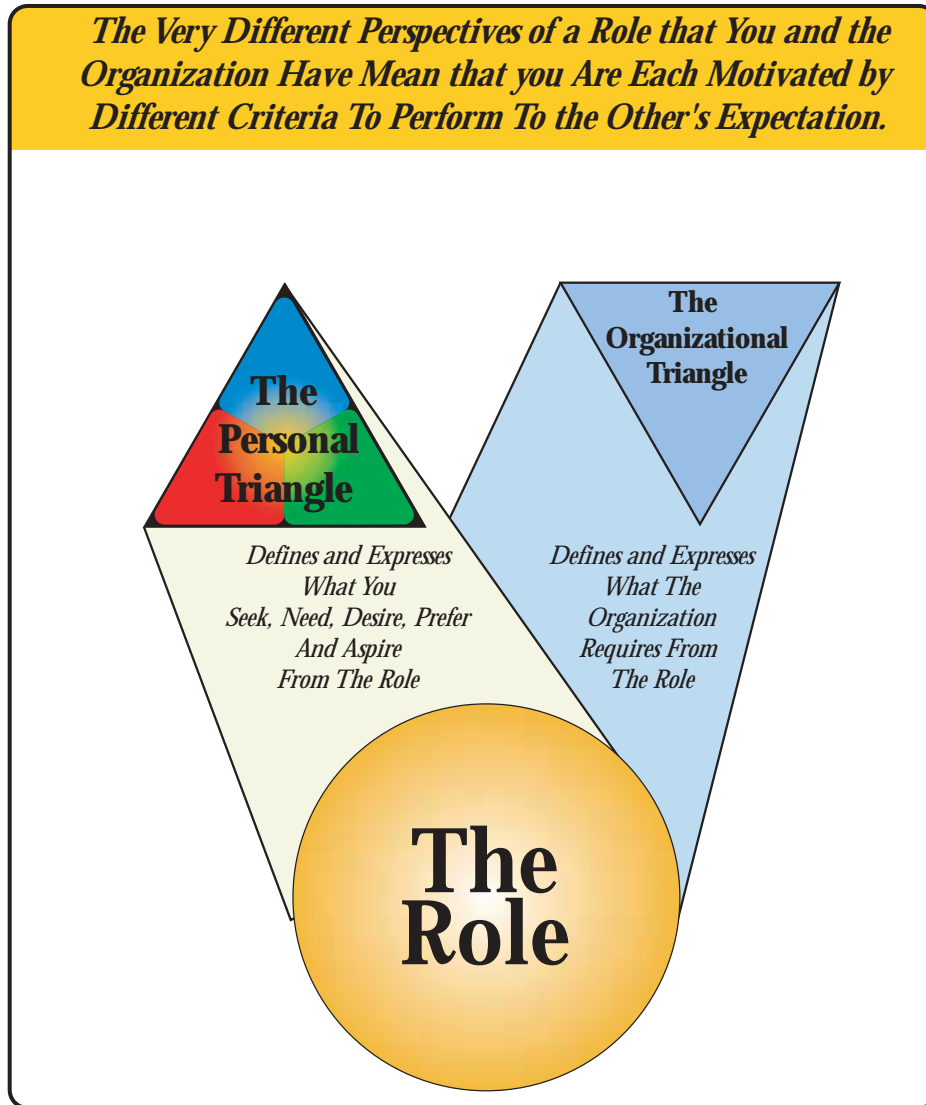 The Very Different Perspectives of a Role that You and the
Organization Have Mean that you Are Each Motivated by
Different Criteria To Perform To the Other's Expectation.
The
Personal
Triangle
The
Organizational
Triangle
Defines and Expresses
What You
Seek, Need, Desire, Prefer
And Aspire
From The Role
Defines and Expresses
What The
Organization
Requires From
The Role
The
Role